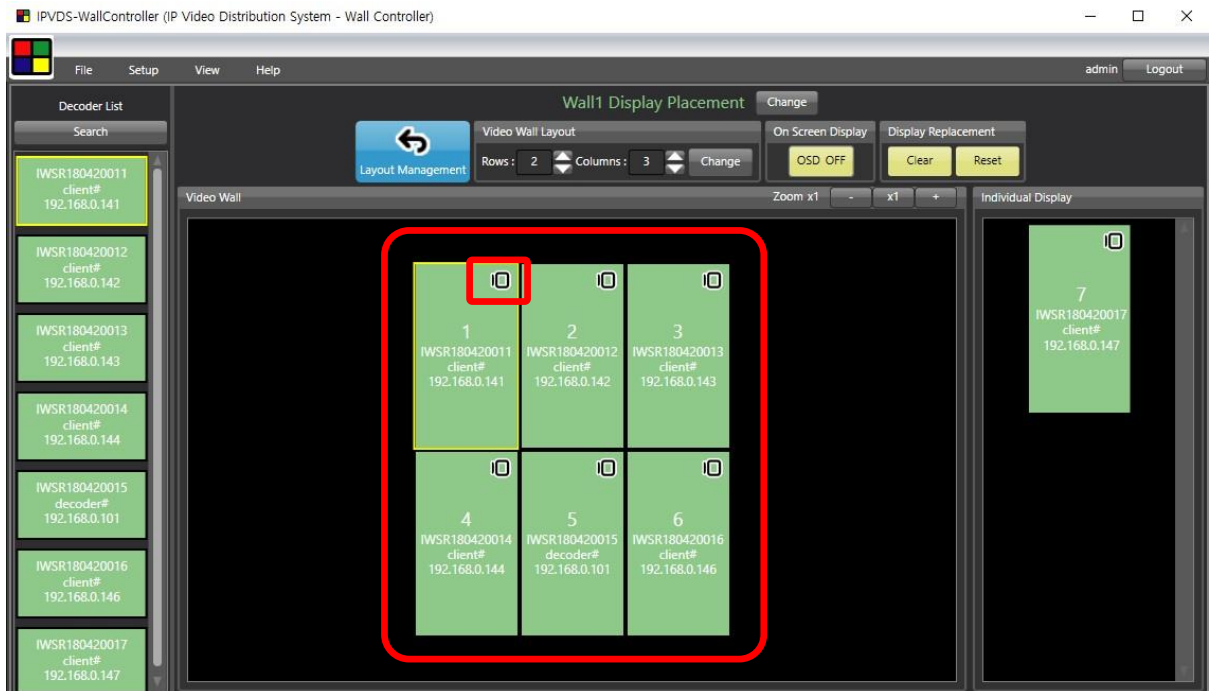 IPVDS-WallController (IP Video Distribution System - Wall Controller)
File Setup View Help admin Logout
Decoder List
Search
IWSR180420011
client#
192.168.0.141
IWSR180420012
client#
192.168.0.142
IWSR180420013
client#
192.168.0.143
IWSR180420014
client#
192.168.0.144
IWSR180420015
decoder#
192.168.0.101
IWSR180420016
client#
192.168.0.146
IWSR180420017
client#
192.168.0.147
Wall1 Display Placement Change
Layout Management
Video Wall Layout
Rows : 2 Columns : 3 Change
On Screen Display
OSD OFF
Display Replacement
Clear Reset
Video Wall Zoom x1 - x1 +
1
IWSR180420011
client#
192.168.0.141
2
IWSR180420012
client#
192.168.0.142
3
IWSR180420013
client#
192.168.0.143
4
IWSR180420014
client#
192.168.0.144
5
IWSR180420015
decoder#
192.168.0.101
6
IWSR180420016
client#
192.168.0.146
Individual Display
7
IWSR180420017
client#
192.168.0.147